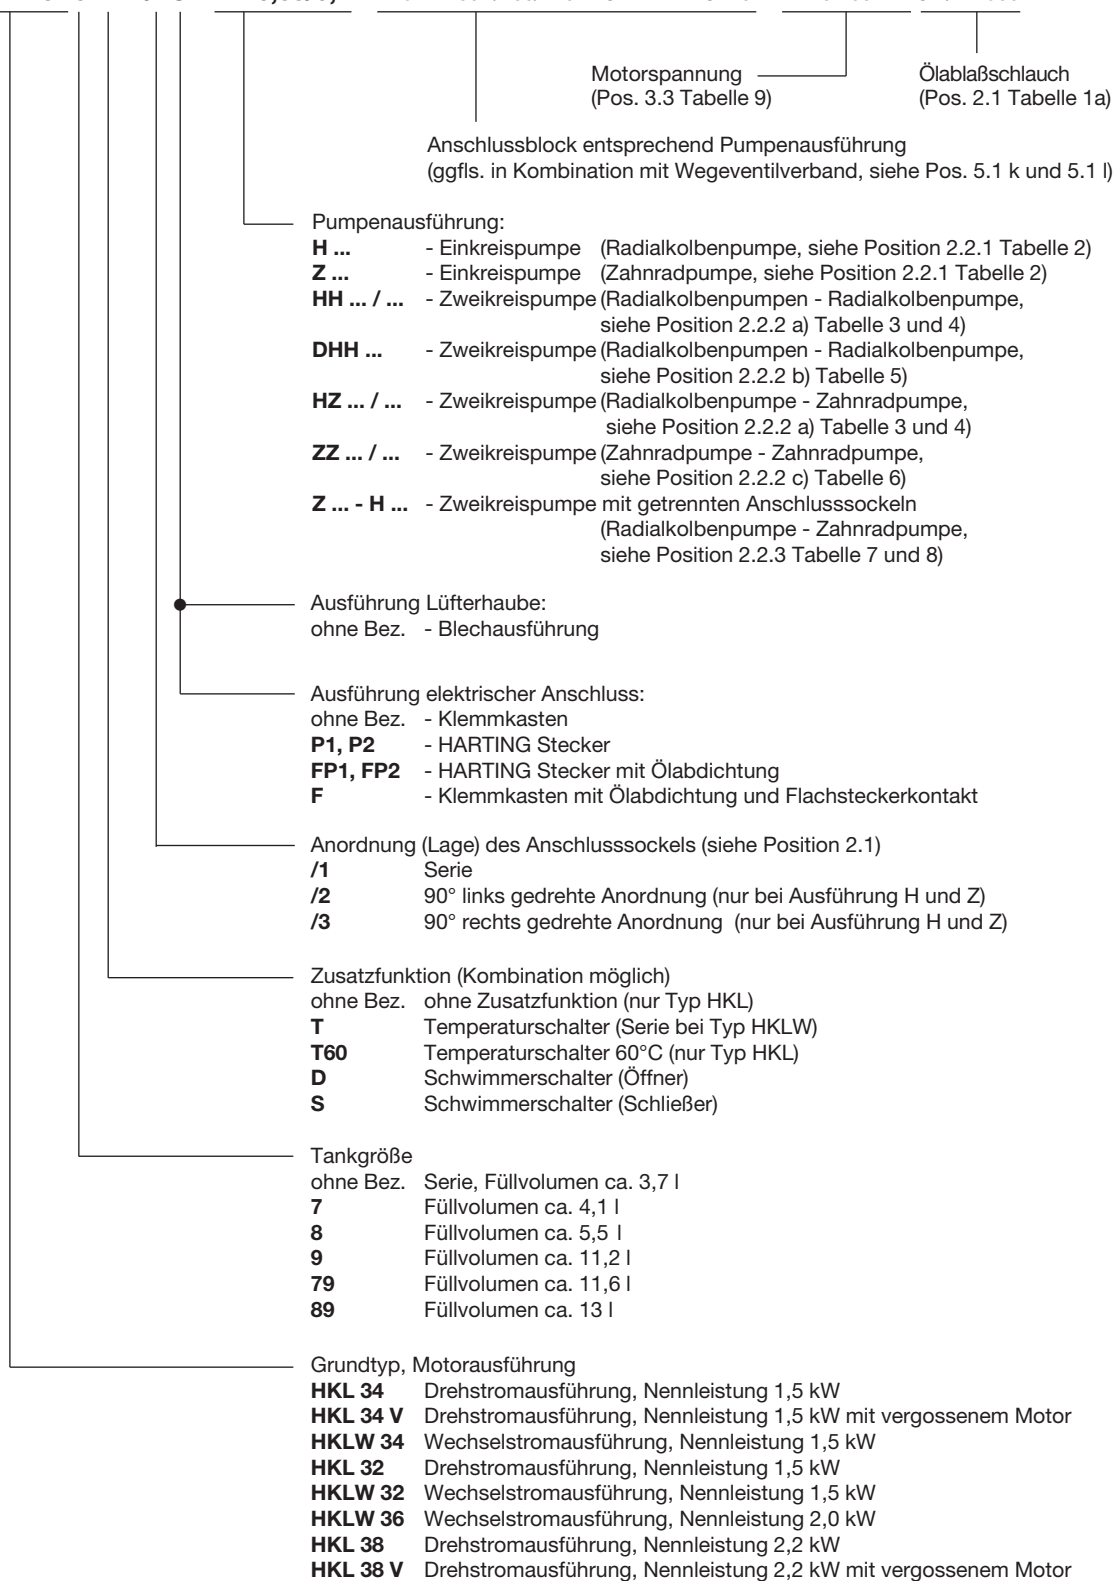 Motorspannung
(Pos. 3.3 Tabelle 9)
Ölablaßschlauch
(Pos. 2.1 Tabelle 1a)
Anschlussblock entsprechend Pumpenausführung
(ggfls. in Kombination mit Wegeventilverband, siehe Pos. 5.1 k und 5.1 l)
Pumpenausführung:
H ... - Einkreispumpe (Radialkolbenpumpe, siehe Position 2.2.1 Tabelle 2)
Z ... - Einkreispumpe (Zahnradpumpe, siehe Position 2.2.1 Tabelle 2)
HH ... / ... - Zweikreispumpe (Radialkolbenpumpen - Radialkolbenpumpe,
siehe Position 2.2.2 a) Tabelle 3 und 4)
DHH ... - Zweikreispumpe (Radialkolbenpumpen - Radialkolbenpumpe,
siehe Position 2.2.2 b) Tabelle 5)
HZ ... / ... - Zweikreispumpe (Radialkolbenpumpe - Zahnradpumpe,
siehe Position 2.2.2 a) Tabelle 3 und 4)
ZZ ... / ... - Zweikreispumpe (Zahnradpumpe - Zahnradpumpe,
siehe Position 2.2.2 c) Tabelle 6)
Z ... - H ... - Zweikreispumpe mit getrennten Anschlusssockeln
(Radialkolbenpumpe - Zahnradpumpe,
siehe Position 2.2.3 Tabelle 7 und 8)
Ausführung Lüfterhaube:
ohne Bez. - Blechausführung
Ausführung elektrischer Anschluss:
ohne Bez. - Klemmkasten
P1, P2 - HARTING Stecker
FP1, FP2 - HARTING Stecker mit Ölabdichtung
F - Klemmkasten mit Ölabdichtung und Flachsteckerkontakt
Anordnung (Lage) des Anschlusssockels (siehe Position 2.1)
/1 Serie
/2 90° links gedrehte Anordnung (nur bei Ausführung H und Z)
/3 90° rechts gedrehte Anordnung (nur bei Ausführung H und Z)
Zusatzfunktion (Kombination möglich)
ohne Bez. ohne Zusatzfunktion (nur Typ HKL)
T Temperaturschalter (Serie bei Typ HKLW)
T60 Temperaturschalter 60°C (nur Typ HKL)
D Schwimmerschalter (Öffner)
S Schwimmerschalter (Schließer)
Tankgröße
ohne Bez. Serie, Füllvolumen ca. 3,7 l
7 Füllvolumen ca. 4,1 l
8 Füllvolumen ca. 5,5 l
9 Füllvolumen ca. 11,2 l
79 Füllvolumen ca. 11,6 l
89 Füllvolumen ca. 13 l
Grundtyp, Motorausführung
HKL 34 Drehstromausführung, Nennleistung 1,5 kW
HKL 34 V Drehstromausführung, Nennleistung 1,5 kW mit vergossenem Motor
HKLW 34 Wechselstromausführung, Nennleistung 1,5 kW
HKL 32 Drehstromausführung, Nennleistung 1,5 kW
HKLW 32 Wechselstromausführung, Nennleistung 1,5 kW
HKLW 36 Wechselstromausführung, Nennleistung 2,0 kW
HKL 38 Drehstromausführung, Nennleistung 2,2 kW
HKL 38 V Drehstromausführung, Nennleistung 2,2 kW mit vergossenem Motor